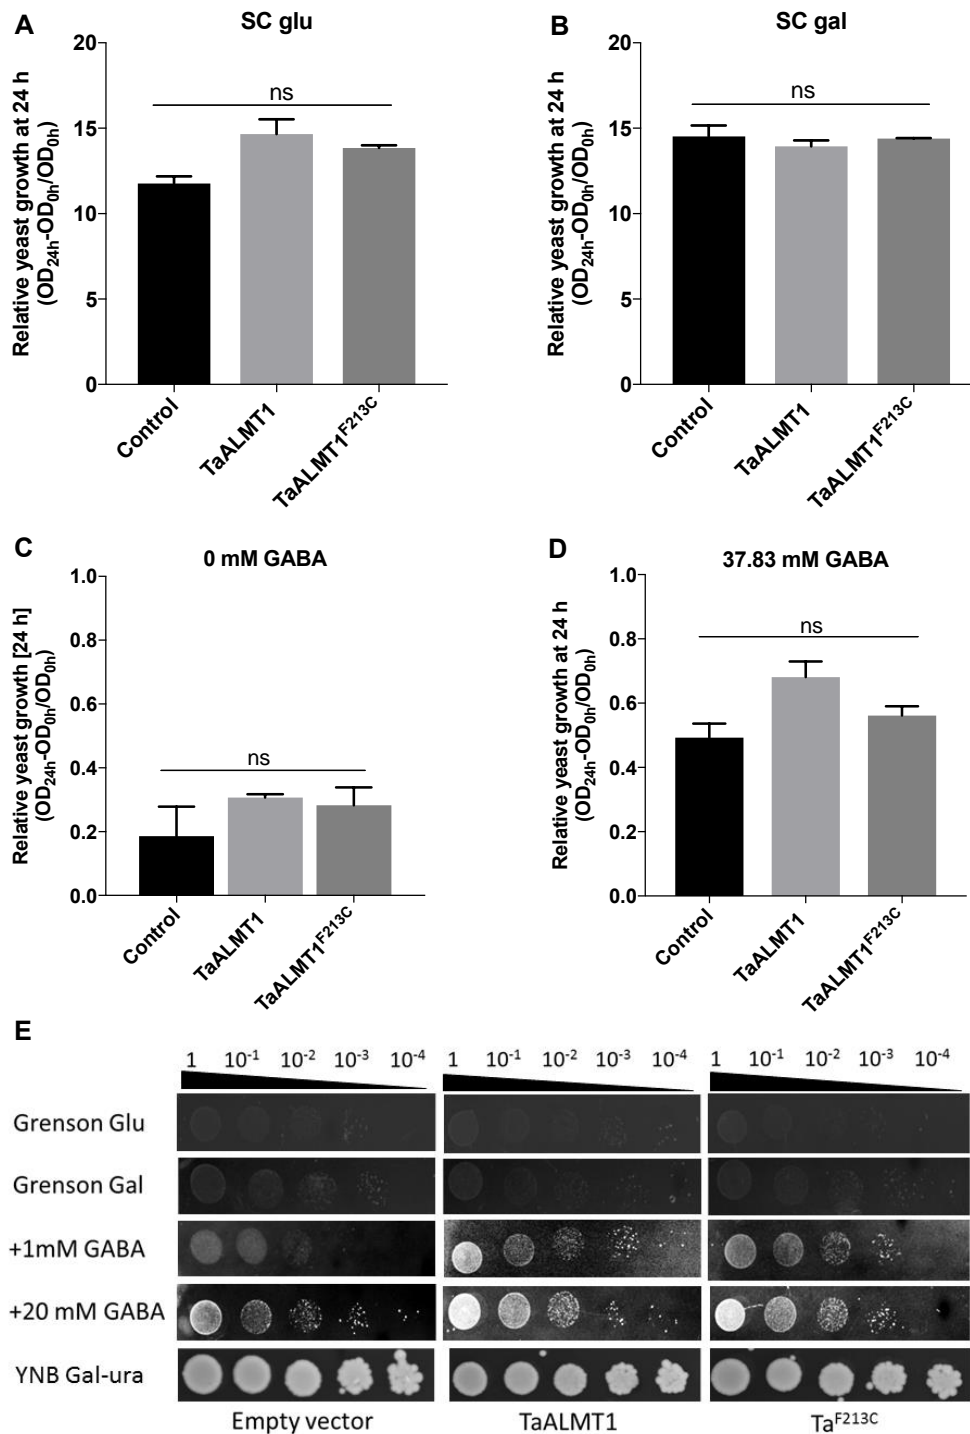 A
SC glu
Relative yeast growth at 24 h
(OD24h-OD0h/OD0h)
20
15
10
5
0
ns
Control
TaALMT1
TaALMT1F213C
B
SC gal
Relative yeast growth at 24 h
(OD24h-OD0h/OD0h)
20
15
10
5
0
ns
Control
TaALMT1
TaALMT1F213C
C
0 mM GABA
Relative yeast growth [24 h]
(OD24h-OD0h/OD0h)
1.0
0.8
0.6
0.4
0.2
0.0
ns
Control
TaALMT1
TaALMT1F213C
D
37.83 mM GABA
Relative yeast growth at 24 h
(OD24h-OD0h/OD0h)
1.0
0.8
0.6
0.4
0.2
0.0
ns
Control
TaALMT1
TaALMT1F213C
E
1 10-1 10-2 10-3 10-4 1 10-1 10-2 10-3 10-4 1 10-1 10-2 10-3 10-4
Grenson Glu
Grenson Gal
+1mM GABA
+20 mM GABA
YNB Gal-ura
Empty vector TaALMT1 TaF213C